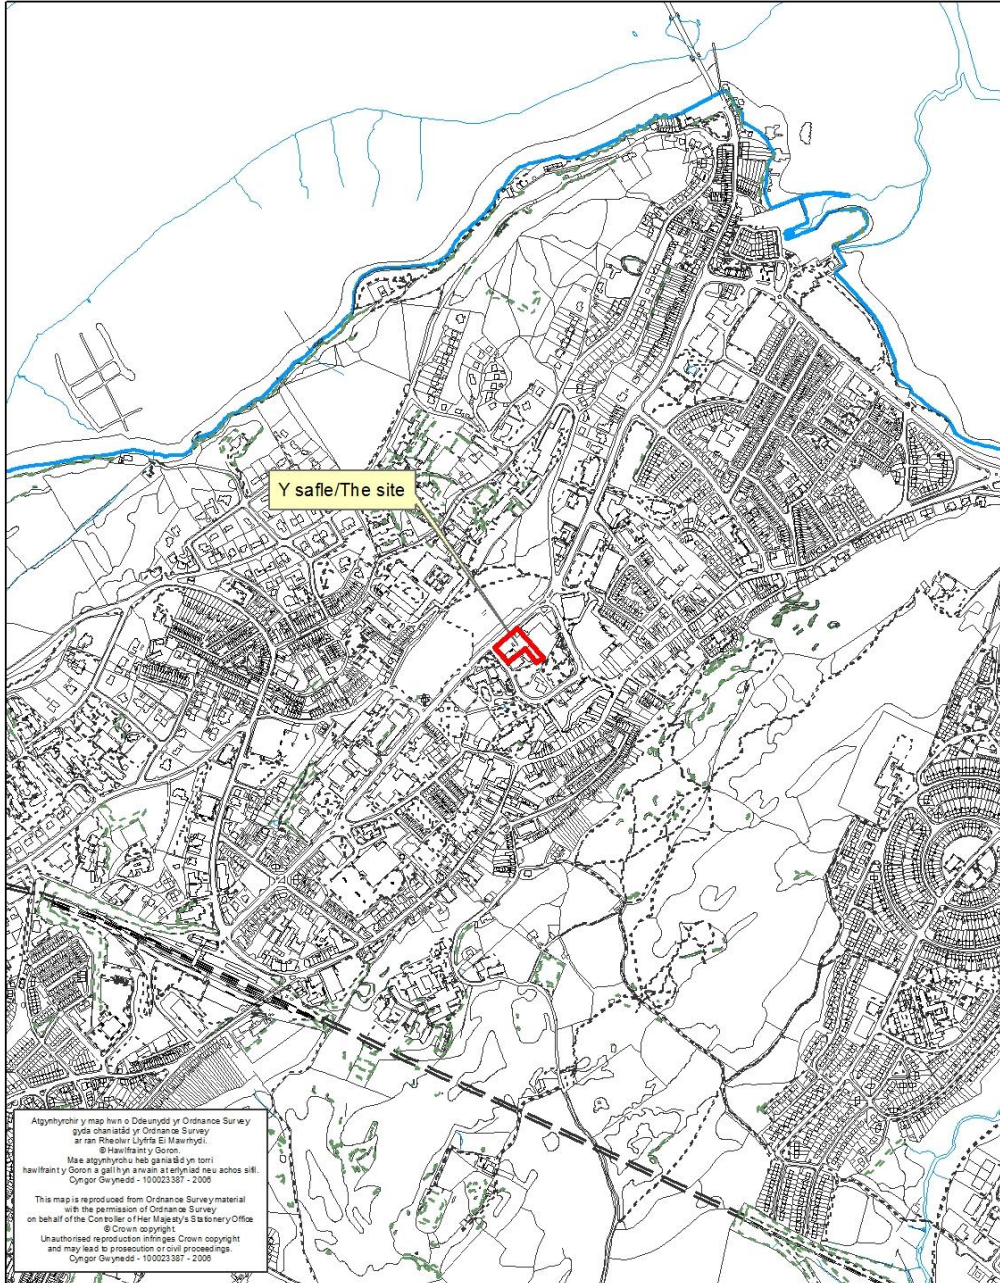 Y safle/The site
Atgynhyrchir y map hwn o Ddeunydd yr Ordnance Survey
gyda chaniatâd yr Ordnance Survey
ar ran Rheolwr Llyfrfa Ei Mawrhydi.
© Hawlfraint y Goron.
Mae atgynhyrchu heb ganiatâd yn torri
hawlfraint y Goron a gall hyn arwain at erlyniad neu achos sifil.
Cyngor Gwynedd - 100023387 - 2006
This map is reproduced from Ordnance Survey material
with the permission of Ordnance Survey
on behalf of the Controller of Her Majesty's Stationery Office
© Crown copyright.
Unauthorised reproduction infringes Crown copyright
and may lead to prosecution or civil proceedings.
Cyngor Gwynedd - 100023387 - 2006